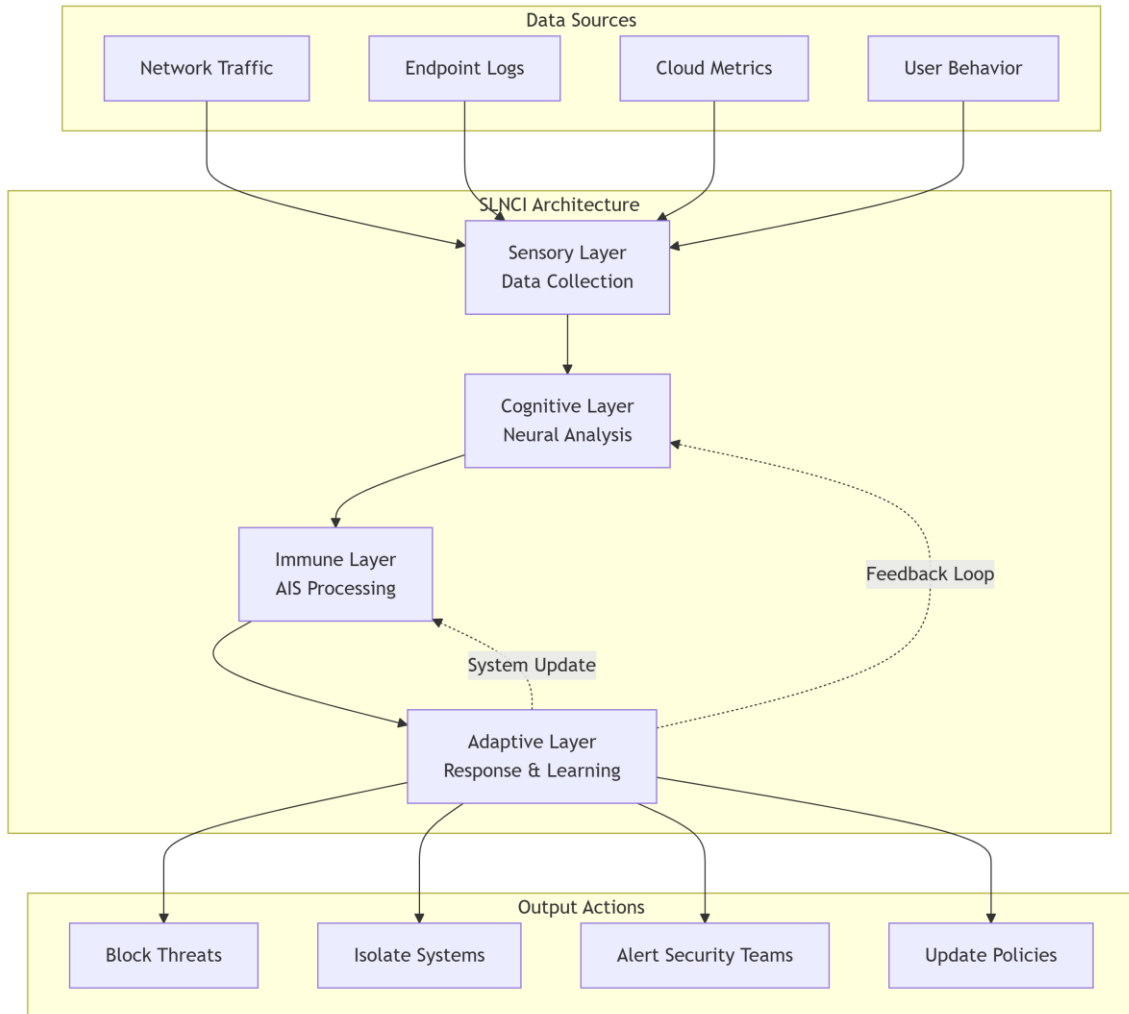 Data Sources
Network Traffic
Endpoint Logs
Cloud Metrics
User Behavior
SLNCI Architecture
Sensory Layer
Data Collection
Cognitive Layer
Neural Analysis
Immune Layer
AIS Processing
Feedback Loop
System Update
Adaptive Layer
Response & Learning
Output Actions
Block Threats
Isolate Systems
Alert Security Teams
Update Policies